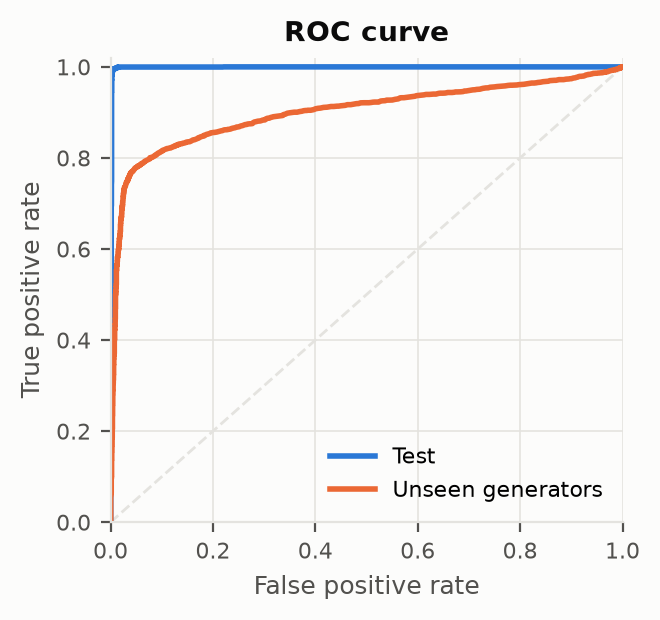 ROC curve
1.0
0.8
0.6
0.4
0.2
0.0
True positive rate
Test
Unseen generators
0.0 0.2 0.4 0.6 0.8 1.0
False positive rate